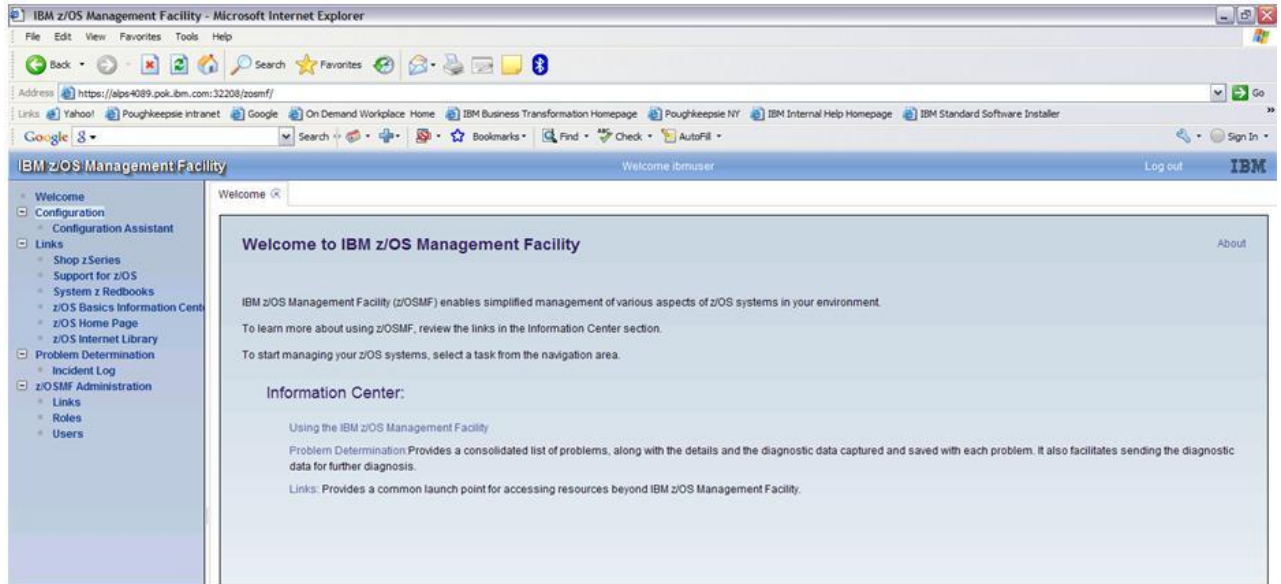 IBM z/OS Management Facility - Microsoft Internet Explorer
File Edit View Favorites Tools Help
Back Search Favorites
Address https://alps4089.pok.ibm.com:32208/zosmf/ Go
Links Yahoo! Poughkeepsie intranet Google On Demand Workplace Home IBM Business Transformation Homepage Poughkeepsie NY IBM Internal Help Homepage IBM Standard Software Installer »
Google Search Bookmarks Find Check AutoFill Sign In
IBM z/OS Management Facility Welcome ibmuser Log out IBM
Welcome
Configuration
Configuration Assistant
Links
Shop zSeries
Support for z/OS
System z Redbooks
z/OS Basics Information Cent
z/OS Home Page
z/OS Internet Library
Problem Determination
Incident Log
z/OSMF Administration
Links
Roles
Users
Welcome
Welcome to IBM z/OS Management Facility About
IBM z/OS Management Facility (z/OSMF) enables simplified management of various aspects of z/OS systems in your environment.
To learn more about using z/OSMF, review the links in the Information Center section.
To start managing your z/OS systems, select a task from the navigation area.
Information Center:
Using the IBM z/OS Management Facility
Problem Determination:Provides a consolidated list of problems, along with the details and the diagnostic data captured and saved with each problem. It also facilitates sending the diagnostic
data for further diagnosis.
Links: Provides a common launch point for accessing resources beyond IBM z/OS Management Facility.